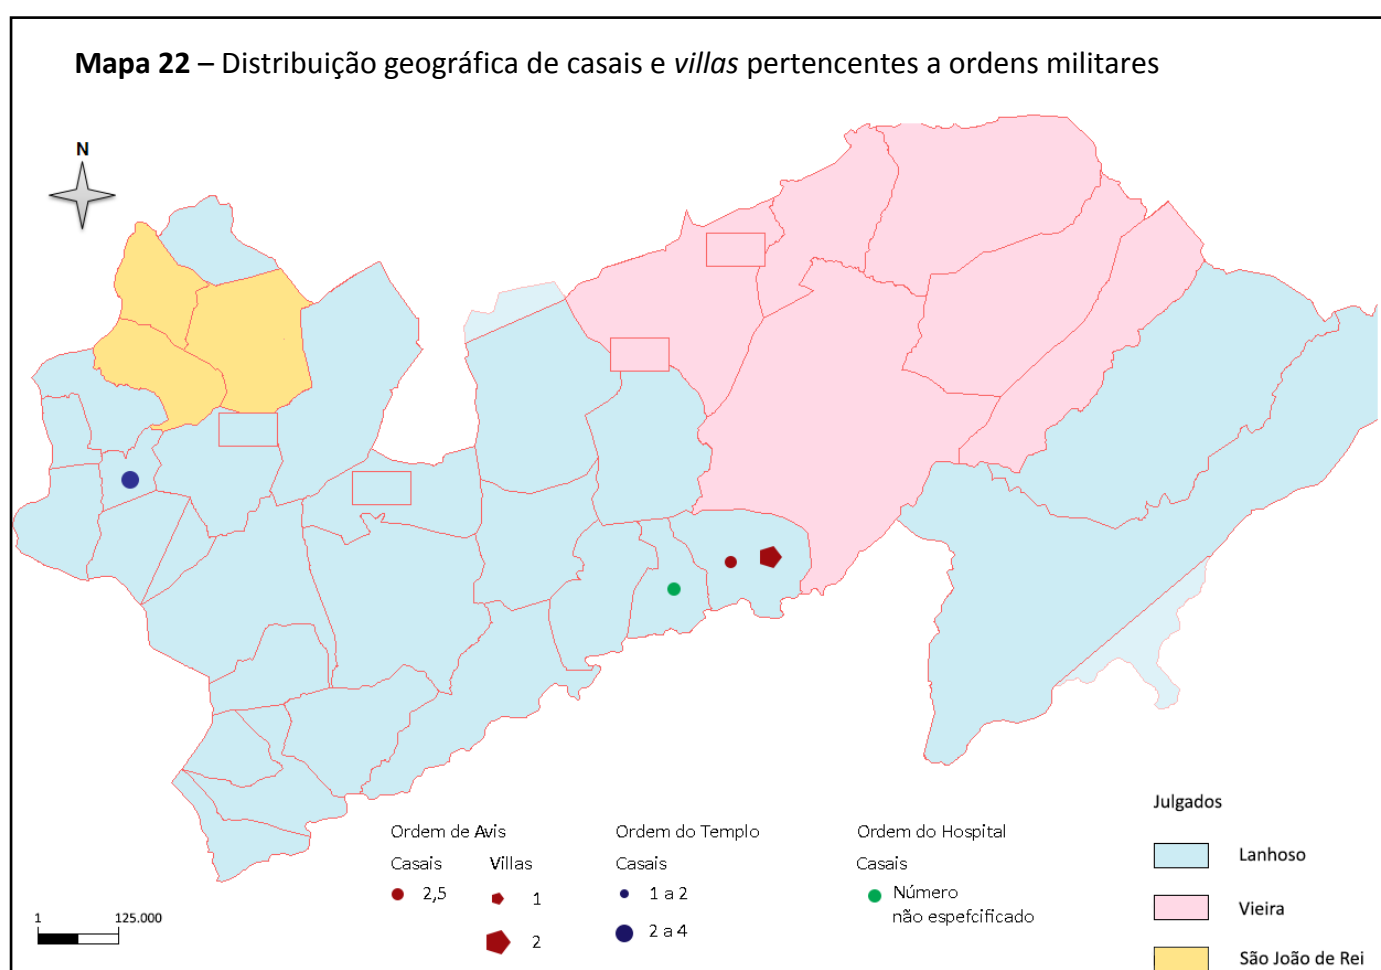 Mapa 22 – Distribuição geográfica de casais e villas pertencentes a ordens militares
N
Ordem de Avis
Casais
Villas
2,5
1
2
Ordem do Templo
Casais
1 a 2
2 a 4
Ordem do Hospital
Casais
Número
não espefcificado
Julgados
Lanhoso
Vieira
São João de Rei
1
125.000